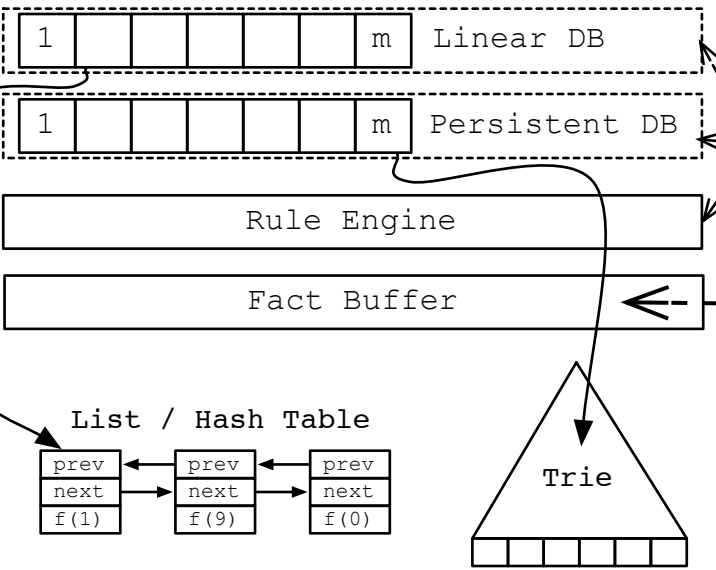 1 m Linear DB
1 m Persistent DB
Rule Engine
Fact Buffer
List / Hash Table
prev prev prev
next next next
f(1) f(9) f(0)
Trie